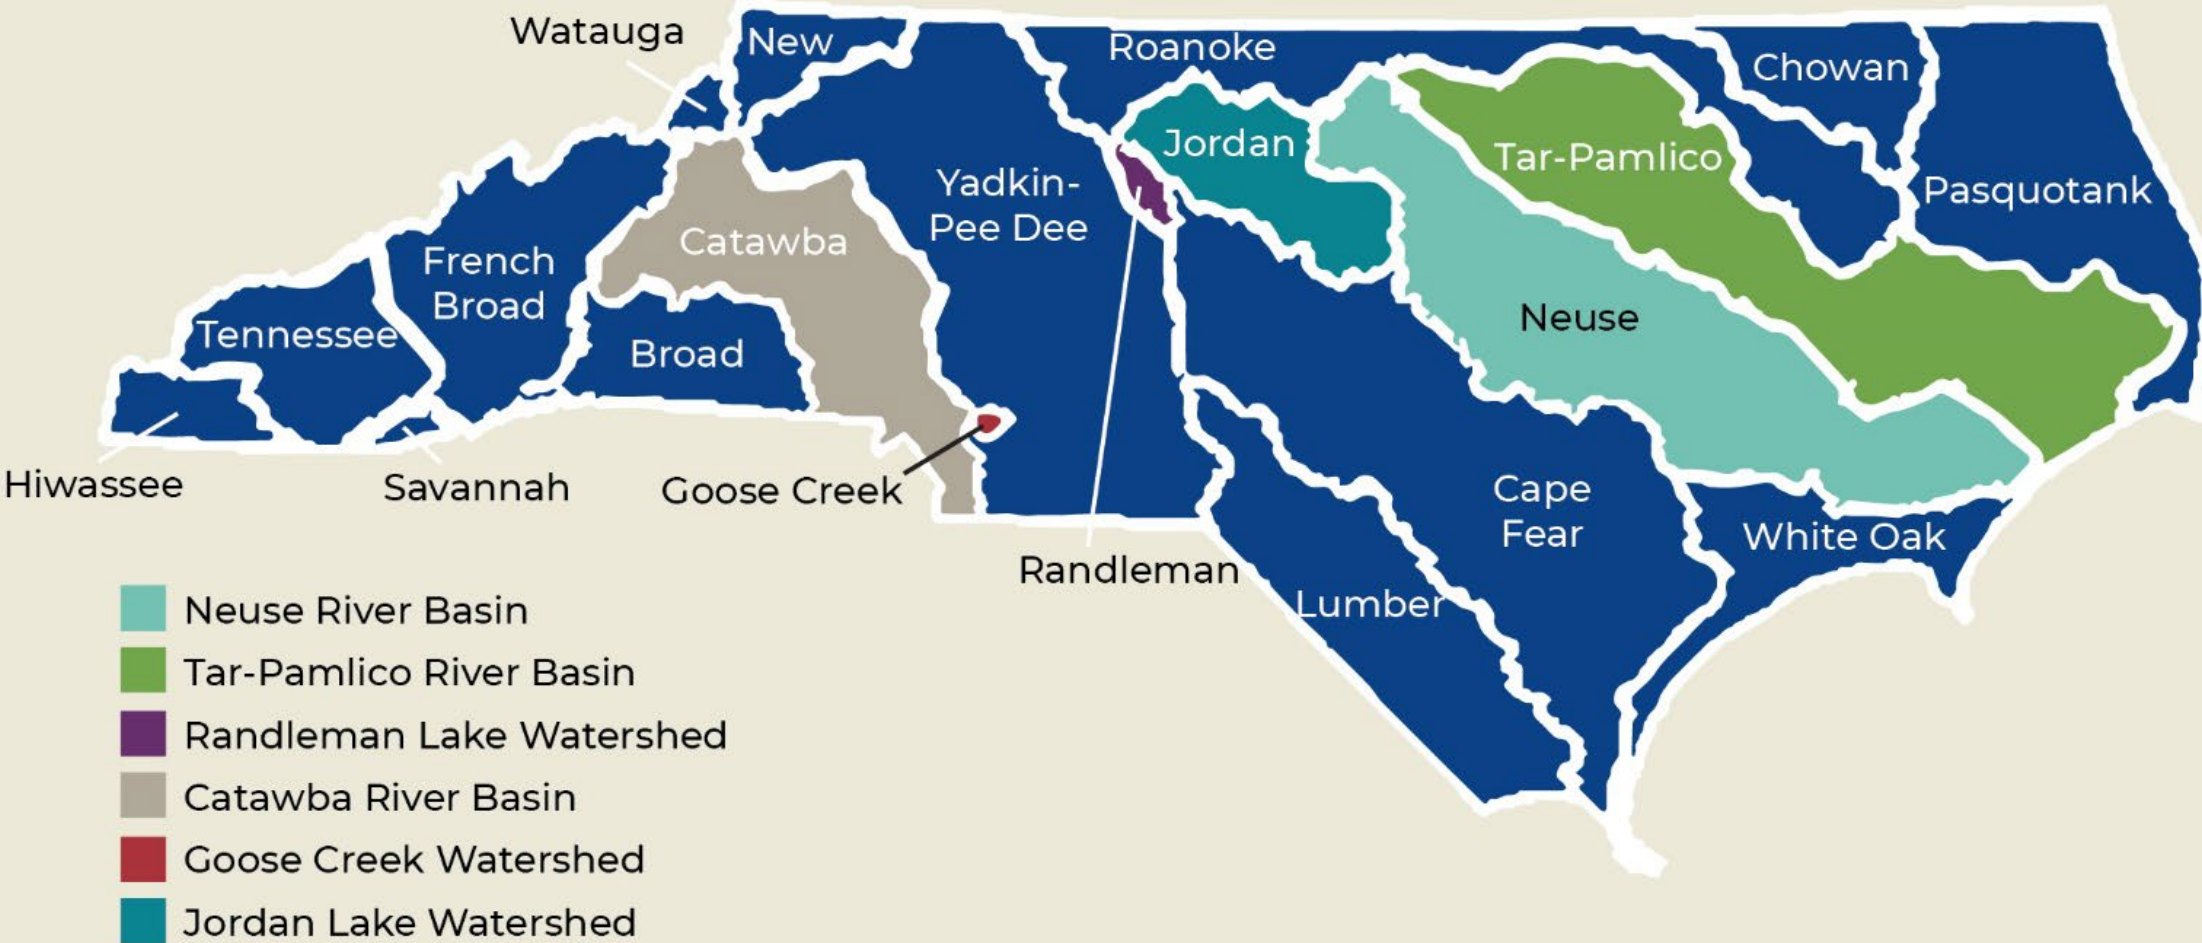 Watauga
New
Roanoke
Chowan
Jordan
Tar-Pamlico
Pasquotank
Yadkin-
Pee Dee
Catawba
French
Broad
Tennessee
Neuse
Broad
Hiwassee
Savannah
Goose Creek
Cape
Fear
White Oak
Randleman
Lumber
Neuse River Basin
Tar-Pamlico River Basin
Randleman Lake Watershed
Catawba River Basin
Goose Creek Watershed
Jordan Lake Watershed